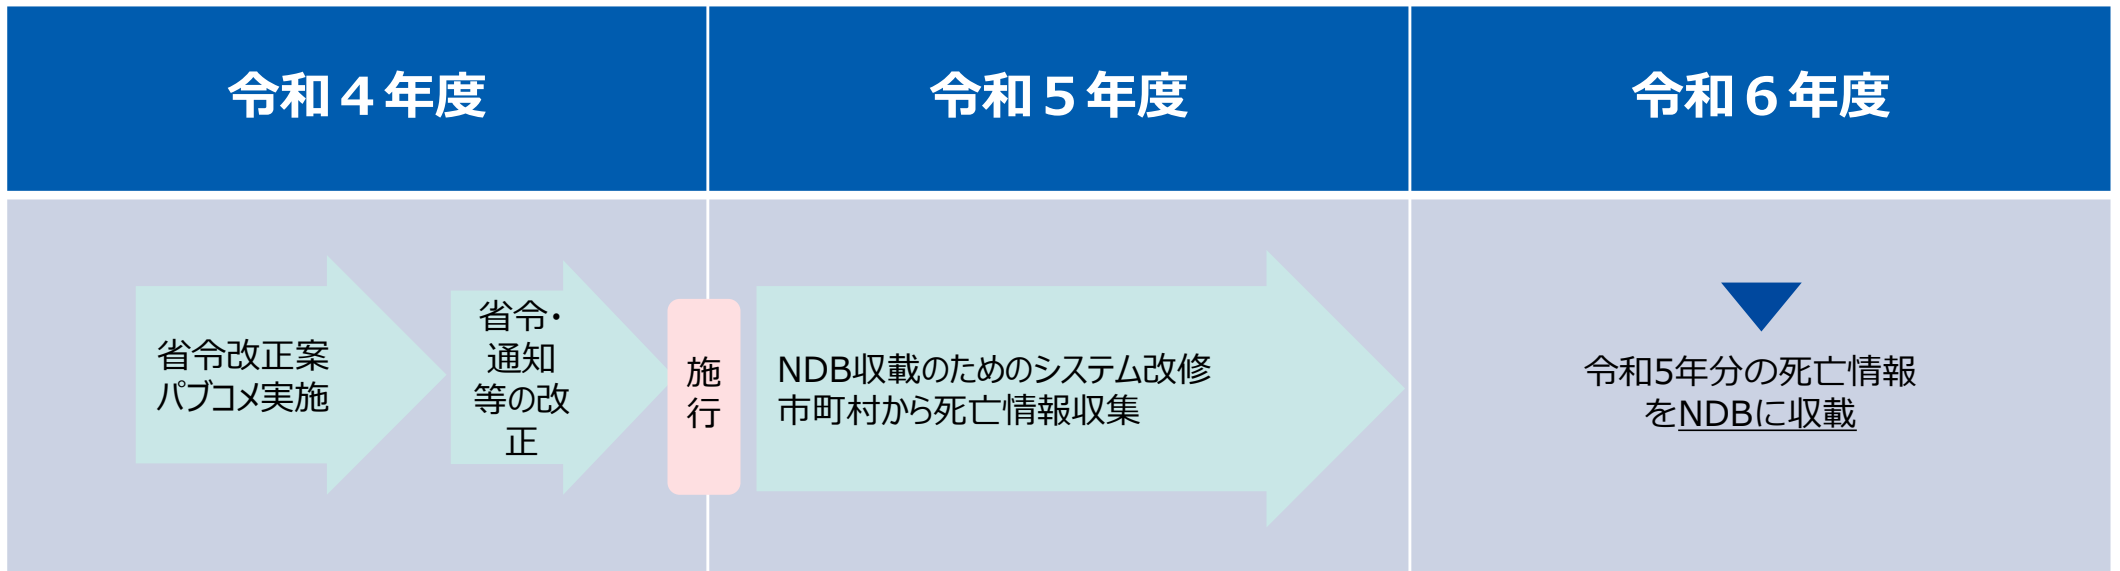 令和４年度
令和５年度
令和６年度
省令改正案
パブコメ実施
省令・
通知
等の改
正
施
行
NDB収載のためのシステム改修
市町村から死亡情報収集
令和5年分の死亡情報
をNDBに収載